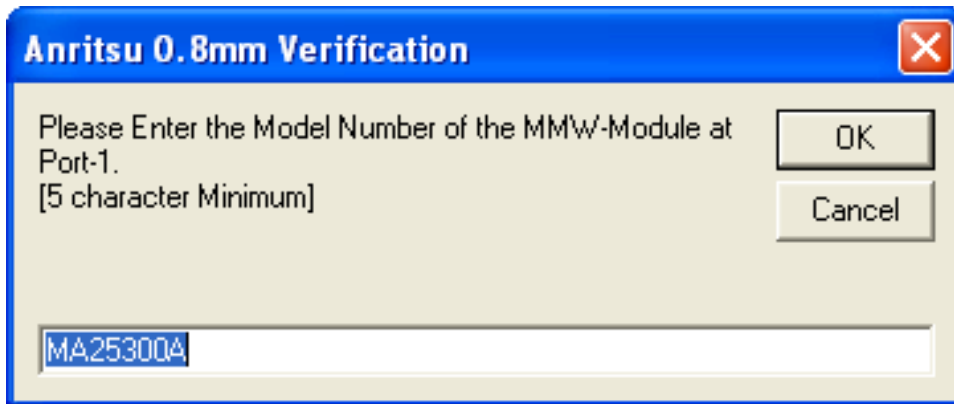 Anritsu 0.8mm Verification
Please Enter the Model Number of the MMW-Module at
Port-1.
[5 character Minimum]
OK
Cancel
MA25300A